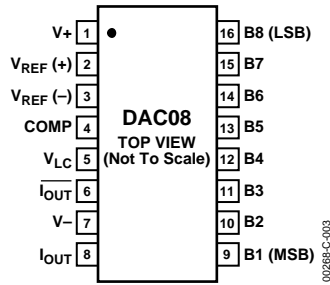 V+ 1
VREF (+) 2
VREF (–) 3
COMP 4
VLC 5
IOUT 6
V– 7
IOUT 8
DAC08
TOP VIEW
(Not To Scale)
16 B8 (LSB)
15 B7
14 B6
13 B5
12 B4
11 B3
10 B2
9 B1 (MSB)
00268-C-003